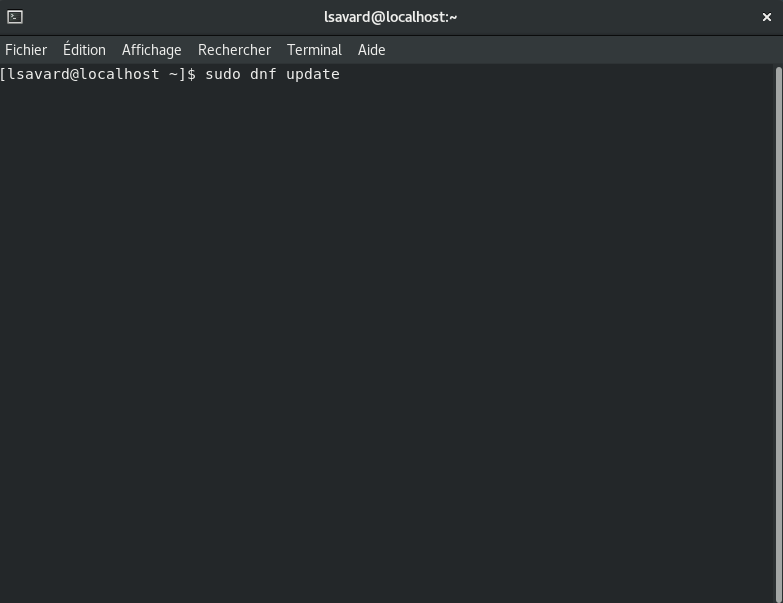 lsavard@localhost:~
Fichier Édition Affichage Rechercher Terminal Aide
[lsavard@localhost ~]$ sudo dnf update